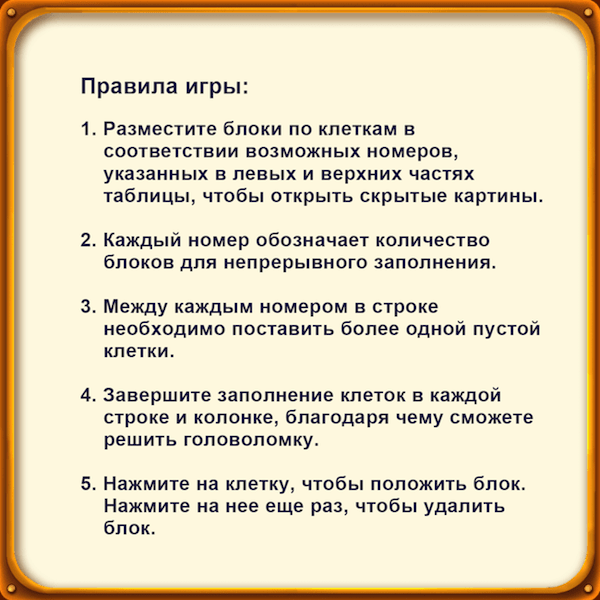 Правила игры:
1. Разместите блоки по клеткам в
соответствии возможных номеров,
указанных в левых и верхних частях
таблицы, чтобы открыть скрытые картины.
2. Каждый номер обозначает количество
блоков для непрерывного заполнения.
3. Между каждым номером в строке
необходимо поставить более одной пустой
клетки.
4. Завершите заполнение клеток в каждой
строке и колонке, благодаря чему сможете
решить головоломку.
5. Нажмите на клетку, чтобы положить блок.
Нажмите на нее еще раз, чтобы удалить
блок.